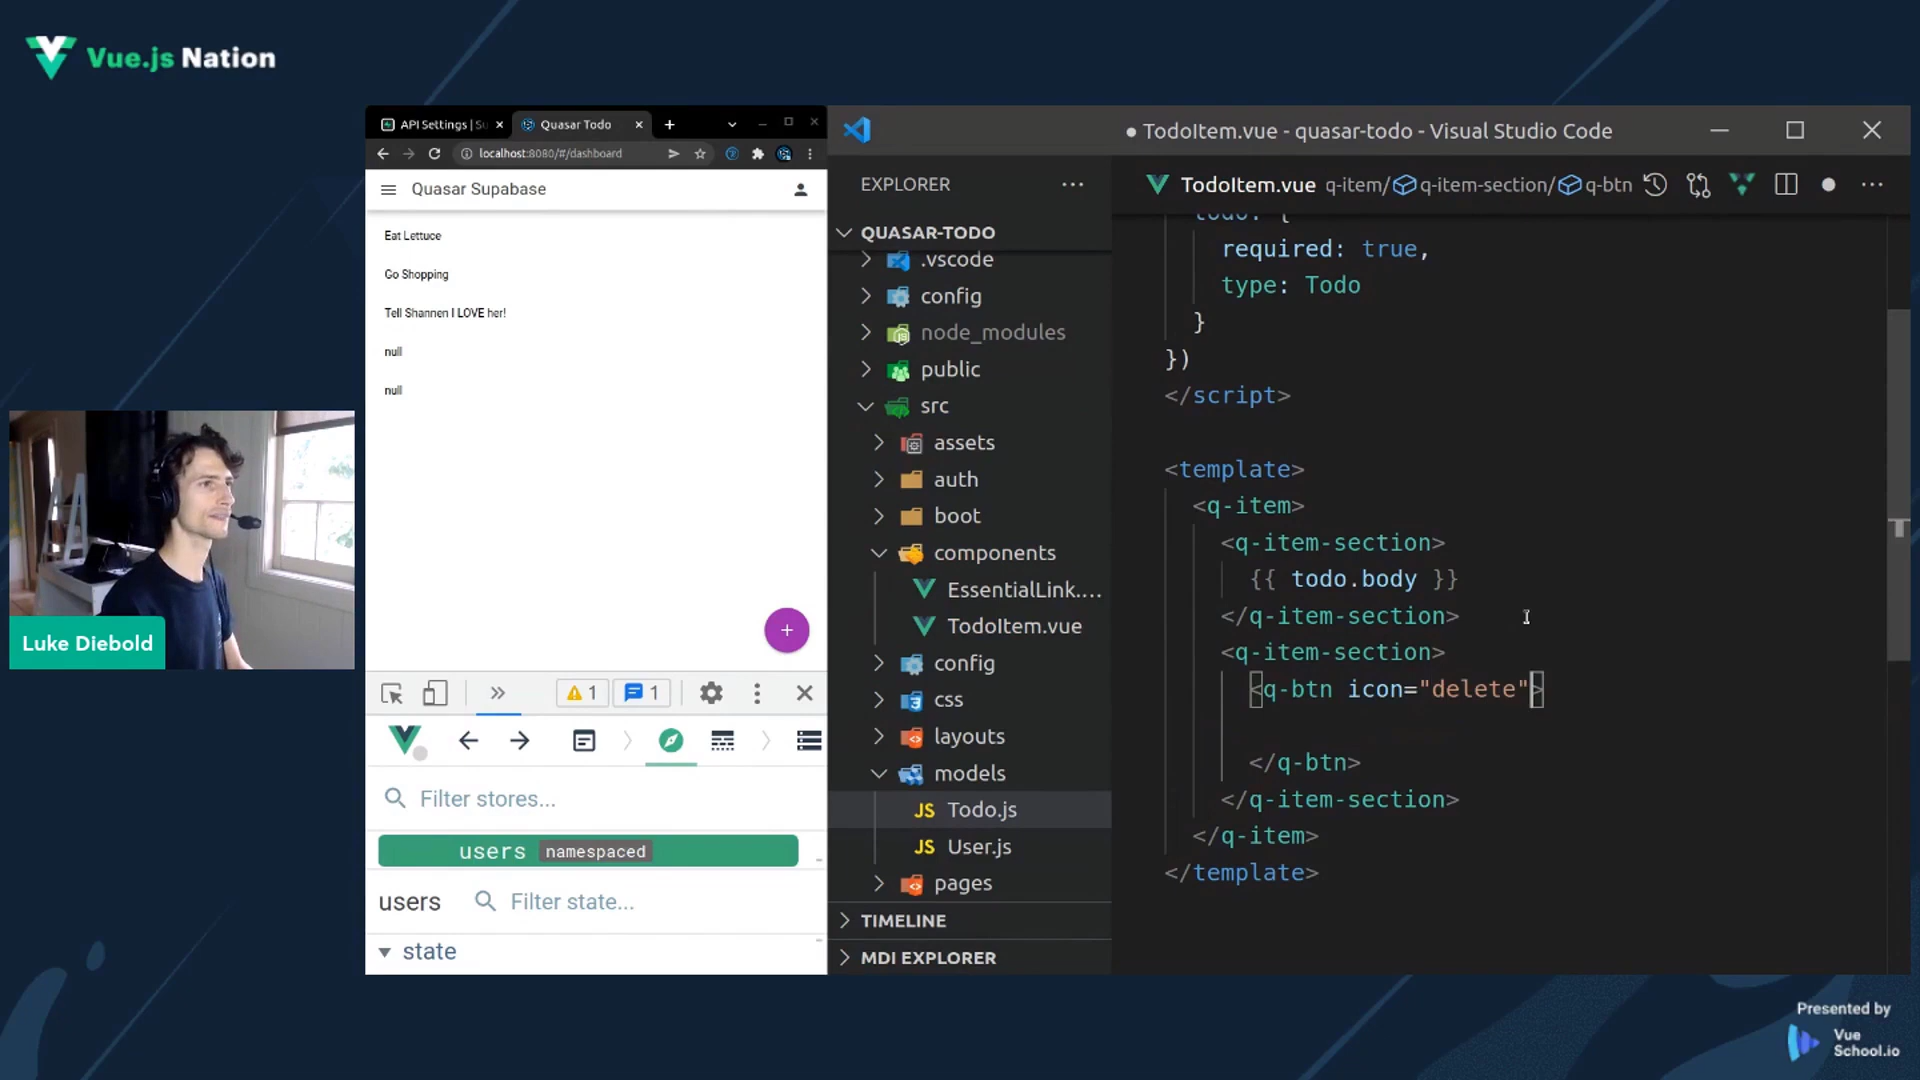 Vue.js Nation
API Settings | Su
Quasar Todo
localhost:8080/#/dashboard
Quasar Supabase
Eat Lettuce
Go Shopping
Tell Shannen I LOVE her!
null
null
+
1
1
Filter stores...
users namespaced
users Filter state...
state
Luke Diebold
● TodoItem.vue - quasar-todo - Visual Studio Code
EXPLORER
QUASAR-TODO
.vscode
config
node_modules
public
src
assets
auth
boot
components
EssentialLink....
TodoItem.vue
config
css
layouts
models
JS Todo.js
JS User.js
pages
TIMELINE
MDI EXPLORER
TodoItem.vue q-item/ q-item-section/ q-btn
todo: {
required: true,
type: Todo
}
})
</script>
<template>
<q-item>
<q-item-section>
{{ todo.body }}
</q-item-section>
<q-item-section>
<q-btn icon="delete">
</q-btn>
</q-item-section>
</q-item>
</template>
Presented by
Vue
School.io